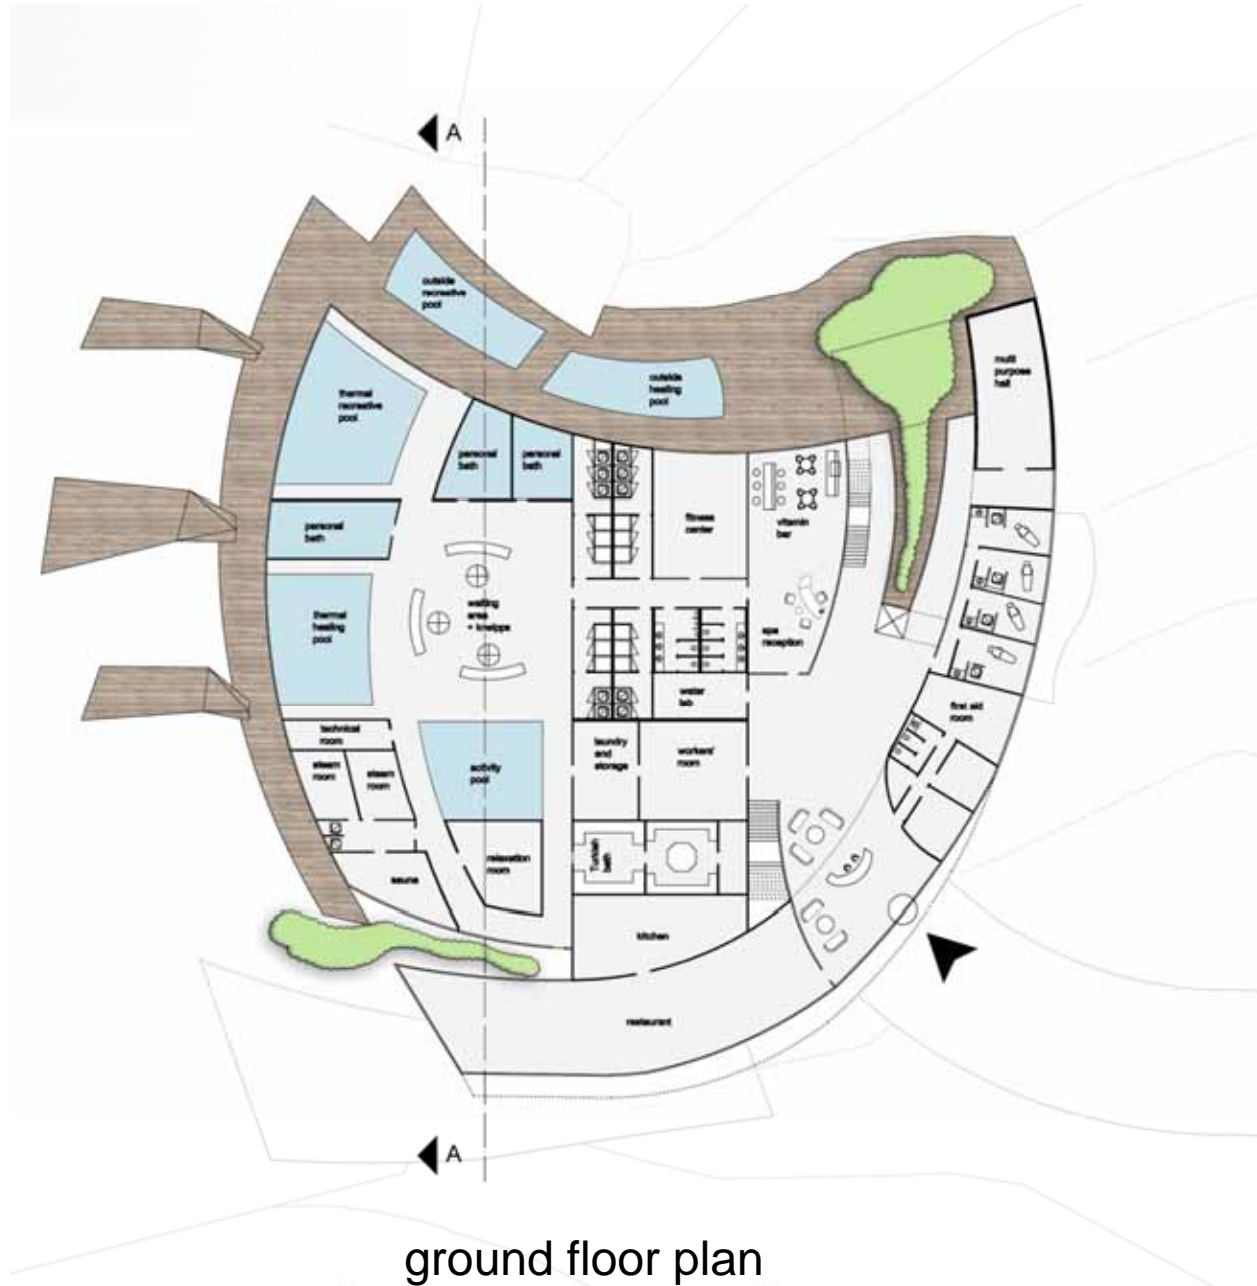 A
outside
recreative
pool
outside
healing
pool
multi
purpose
hall
thermal
recreative
pool
personal
bath
personal
bath
personal
bath
fitness
center
vitamin
bar
thermal
healing
pool
waiting
area
+ kneipps
spa
reception
water
lab
first aid
room
technical
room
steam
room
steam
room
activity
pool
laundry
and
storage
workers'
room
relaxation
room
Turkish
bath
sauna
kitchen
restaurant
A
ground floor plan